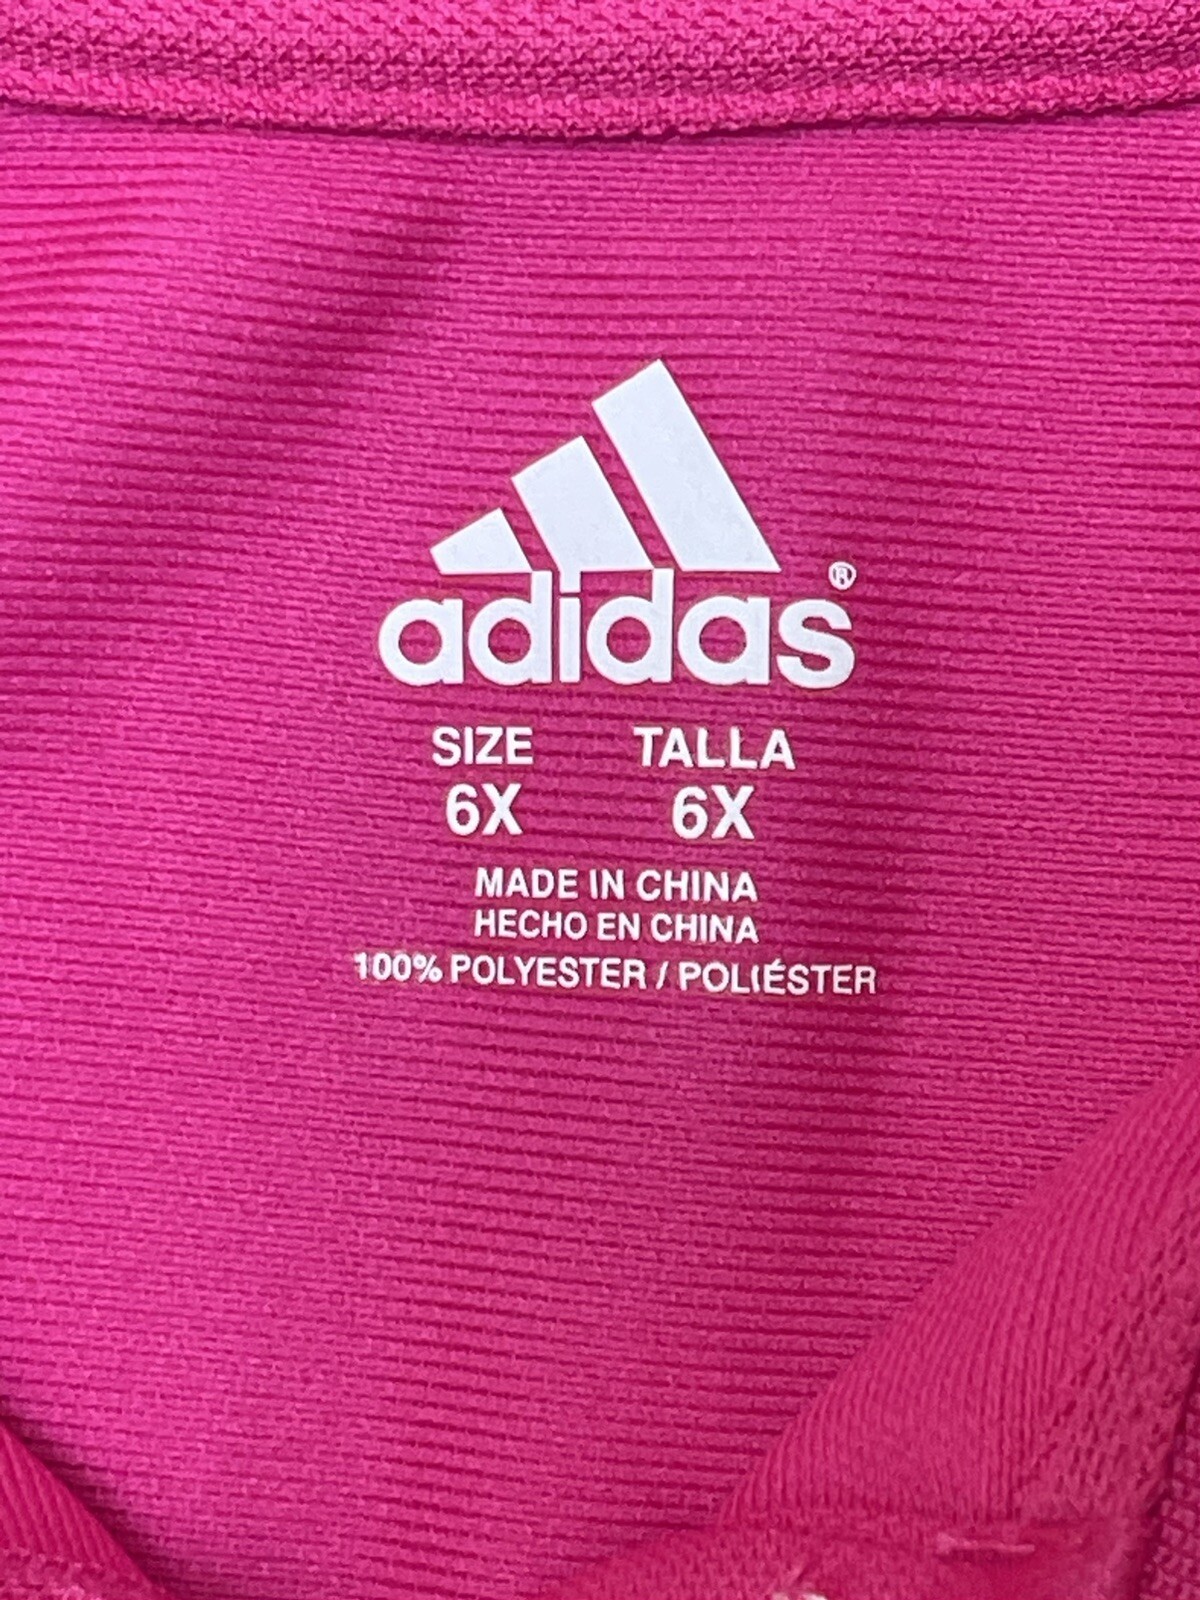 adidas®
SIZE TALLA
6X 6X
MADE IN CHINA
HECHO EN CHINA
100% POLYESTER / POLIÉSTER